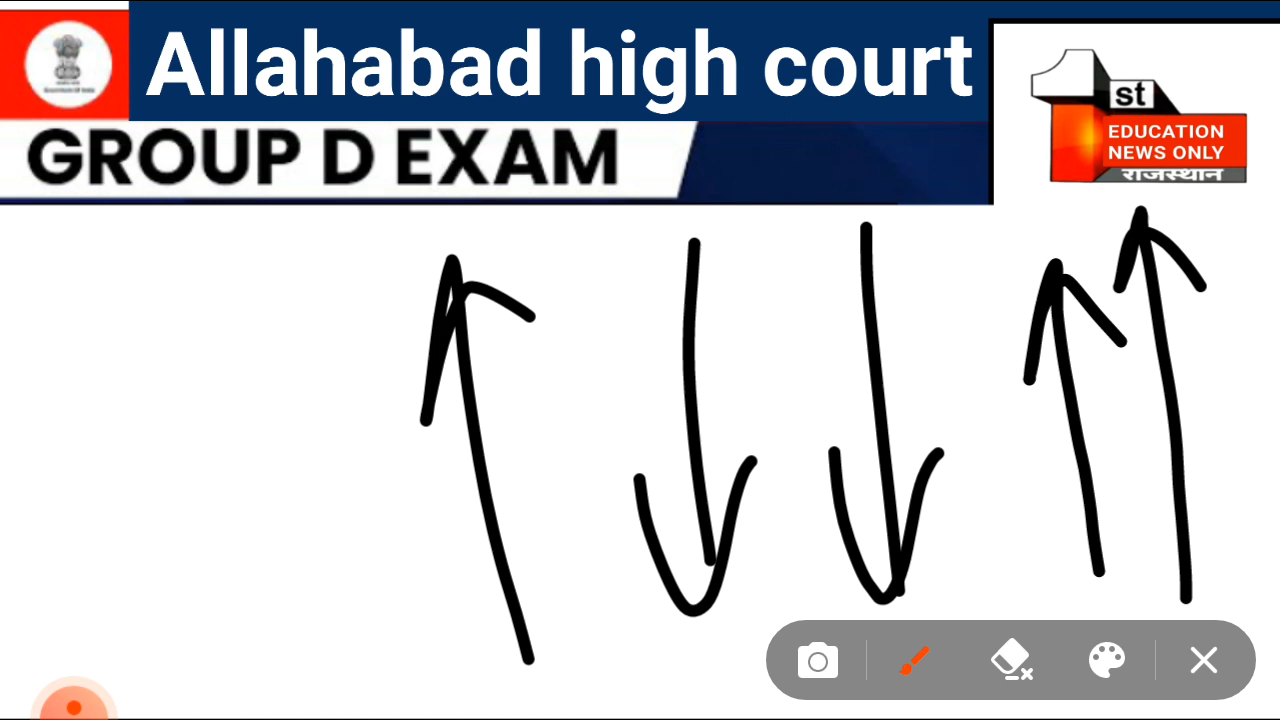 Allahabad high court
1st
EDUCATION
NEWS ONLY
राजस्थान
GROUP D EXAM